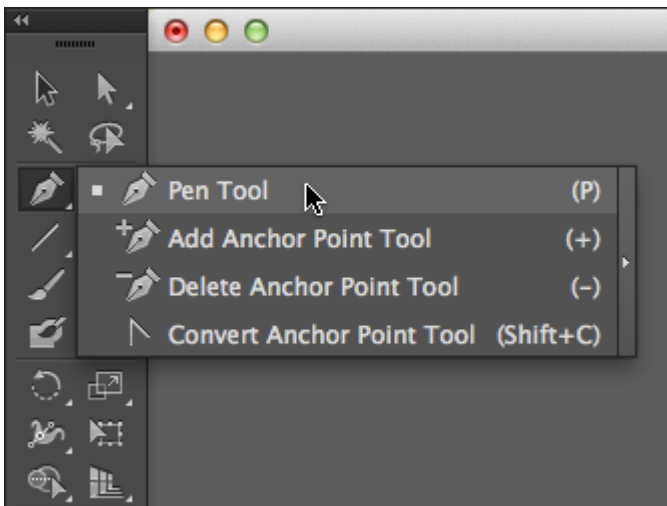 Pen Tool (P)
Add Anchor Point Tool (+)
Delete Anchor Point Tool (–)
Convert Anchor Point Tool (Shift+C)